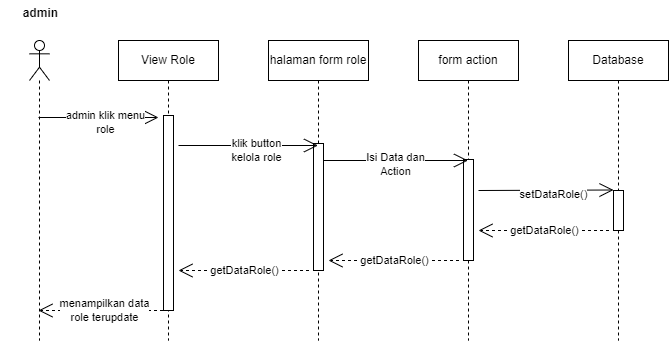 admin
View Role
halaman form role
form action
Database
admin klik menu
role
klik button
kelola role
Isi Data dan
Action
setDataRole()
getDataRole()
getDataRole()
getDataRole()
menampilkan data
role terupdate